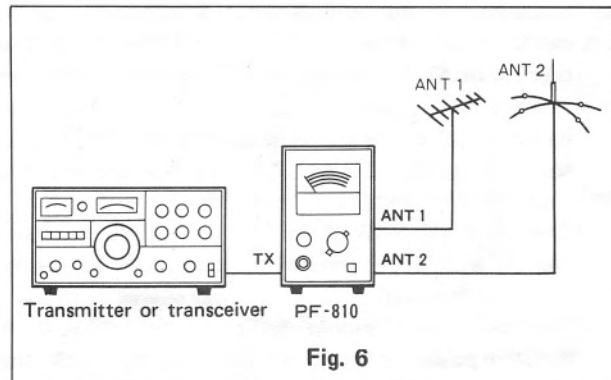 ANT 1
ANT 2
ANT 1
TX
ANT 2
Transmitter or transceiver
PF-810
Fig. 6